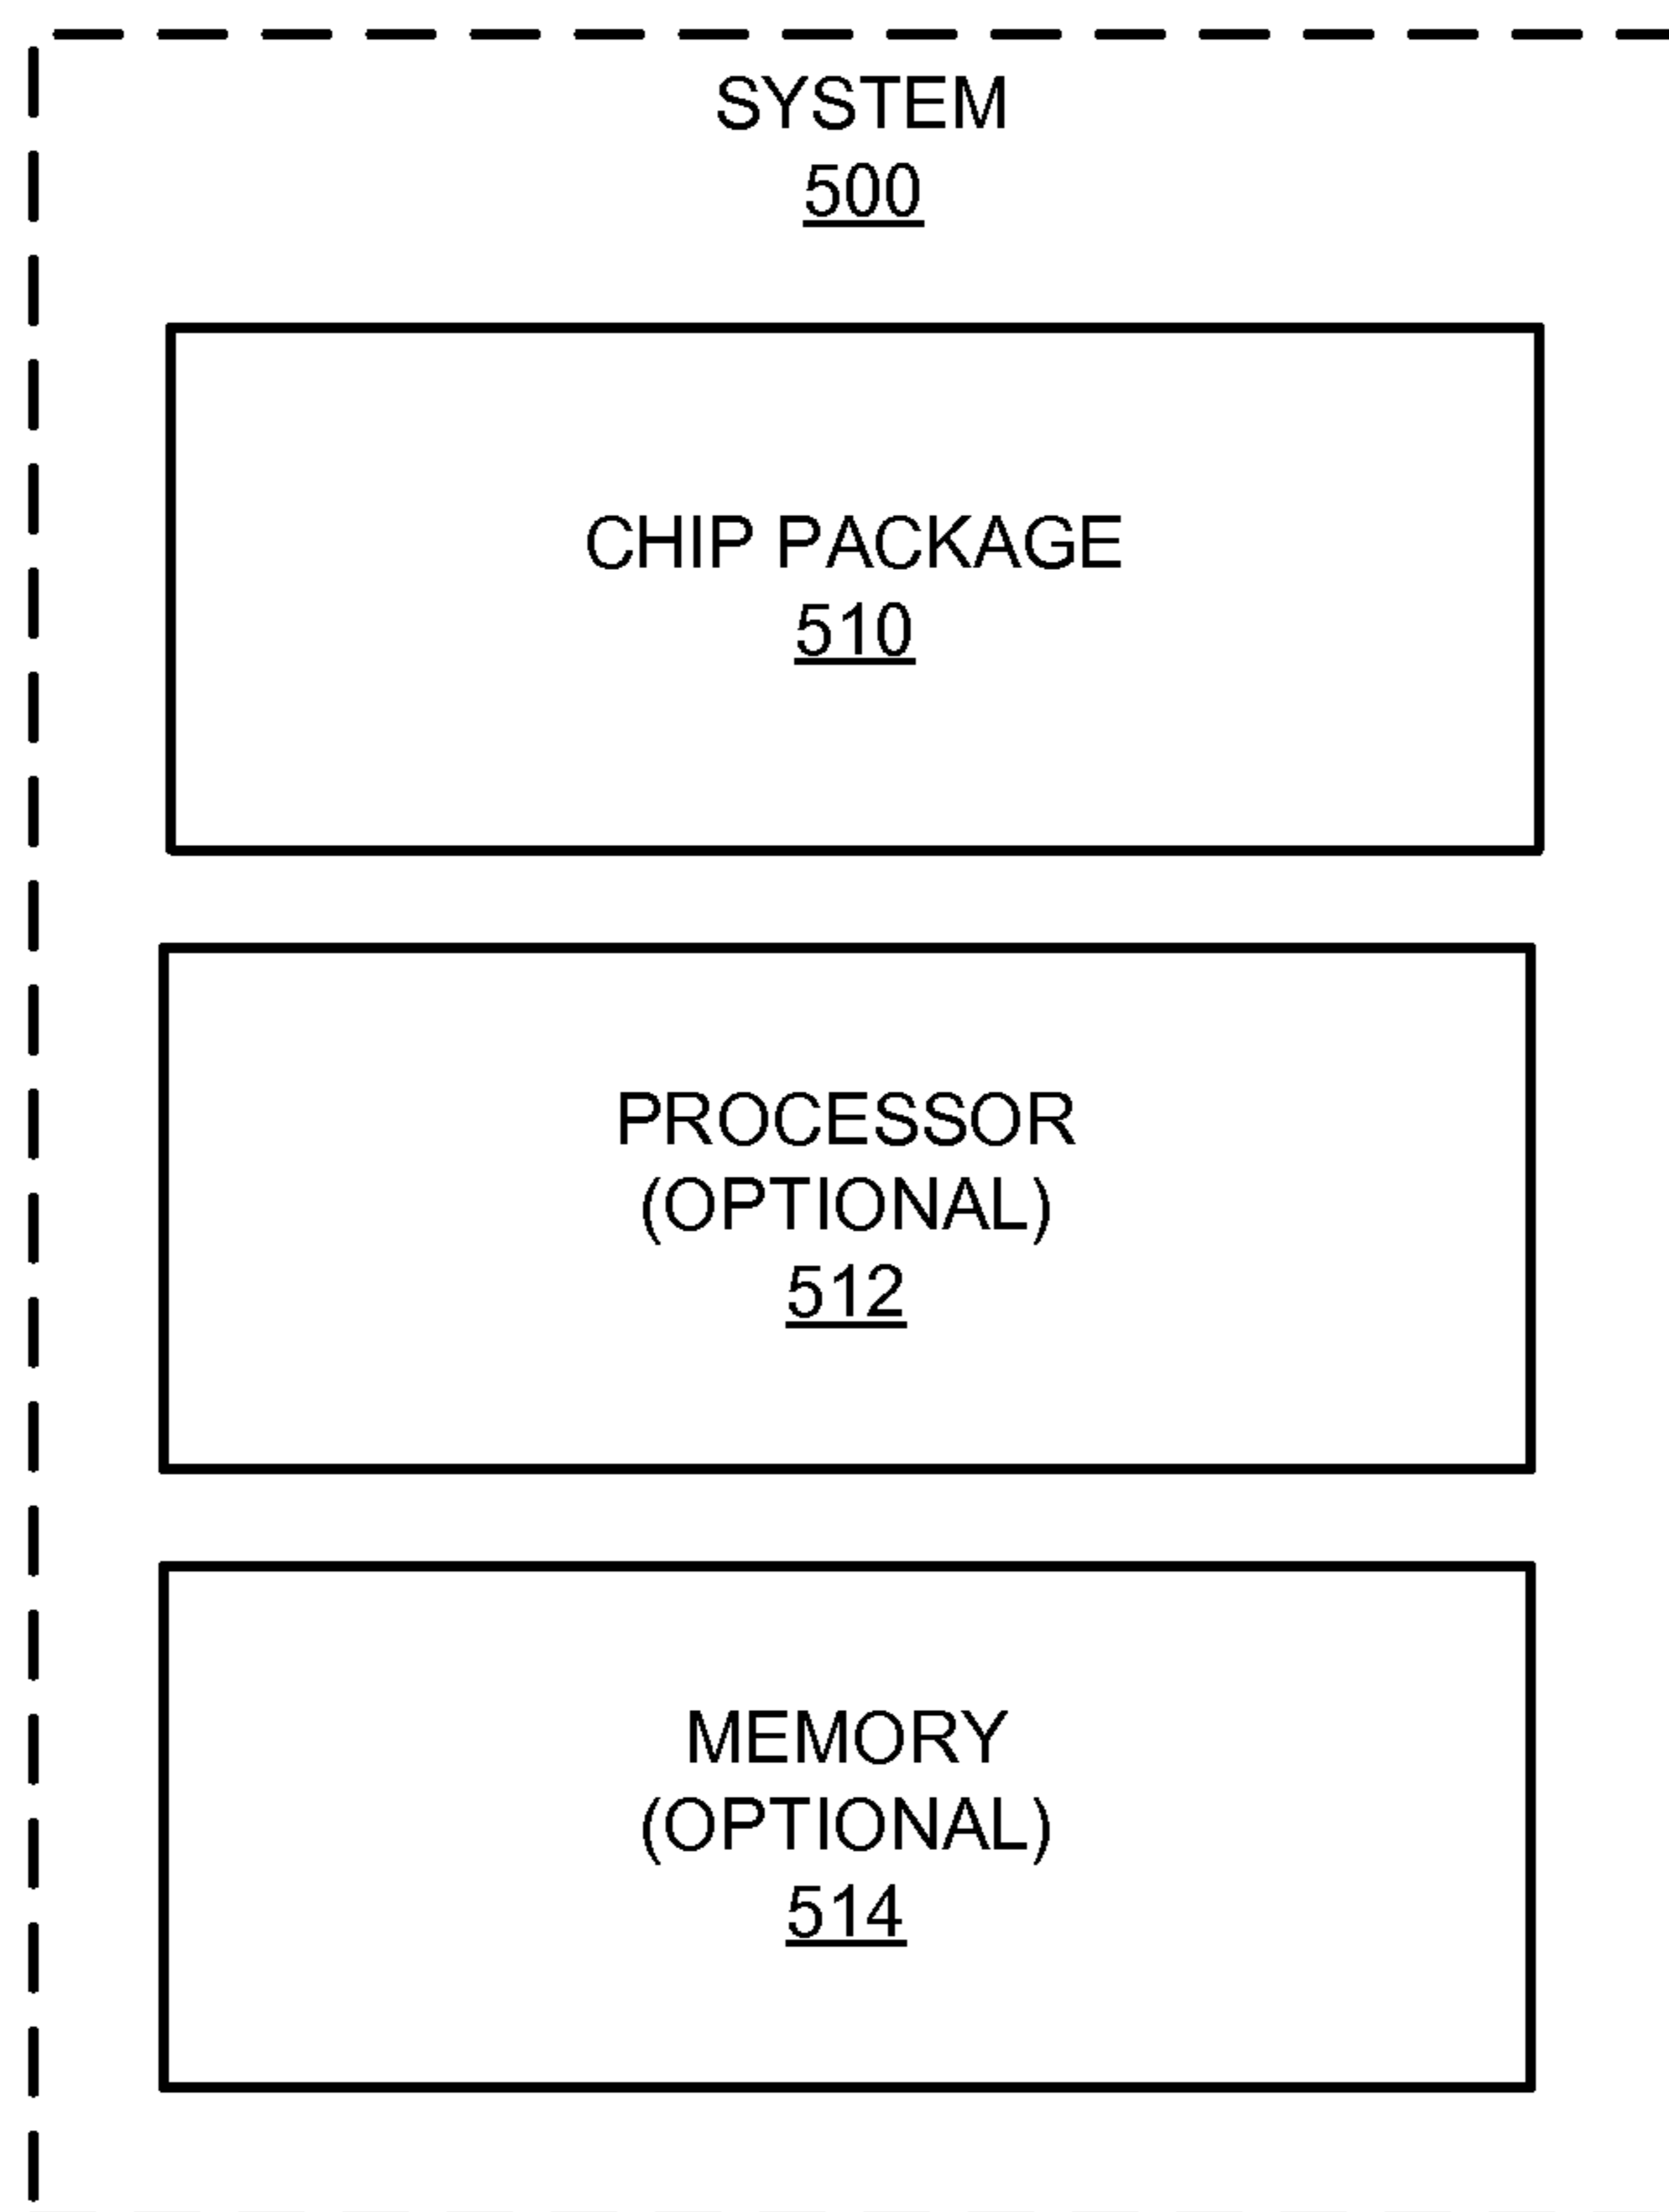 SYSTEM
500
CHIP PACKAGE
510
PROCESSOR
(OPTIONAL)
512
MEMORY
(OPTIONAL)
514